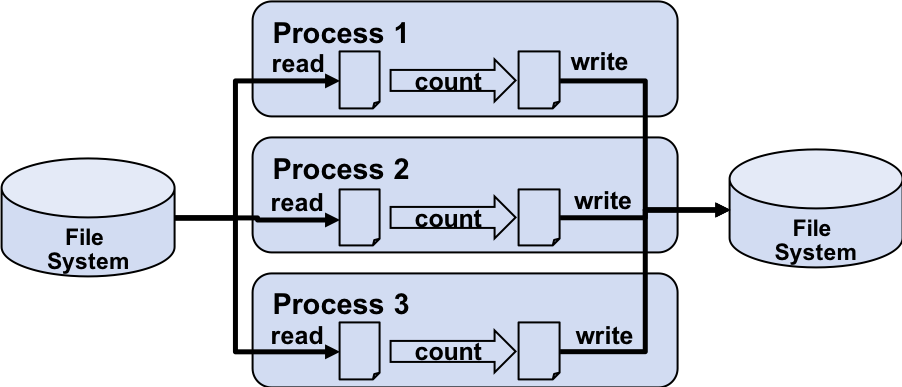 Process 1
read
count
write
Process 2
read
count
write
File
System
File
System
Process 3
read
count
write